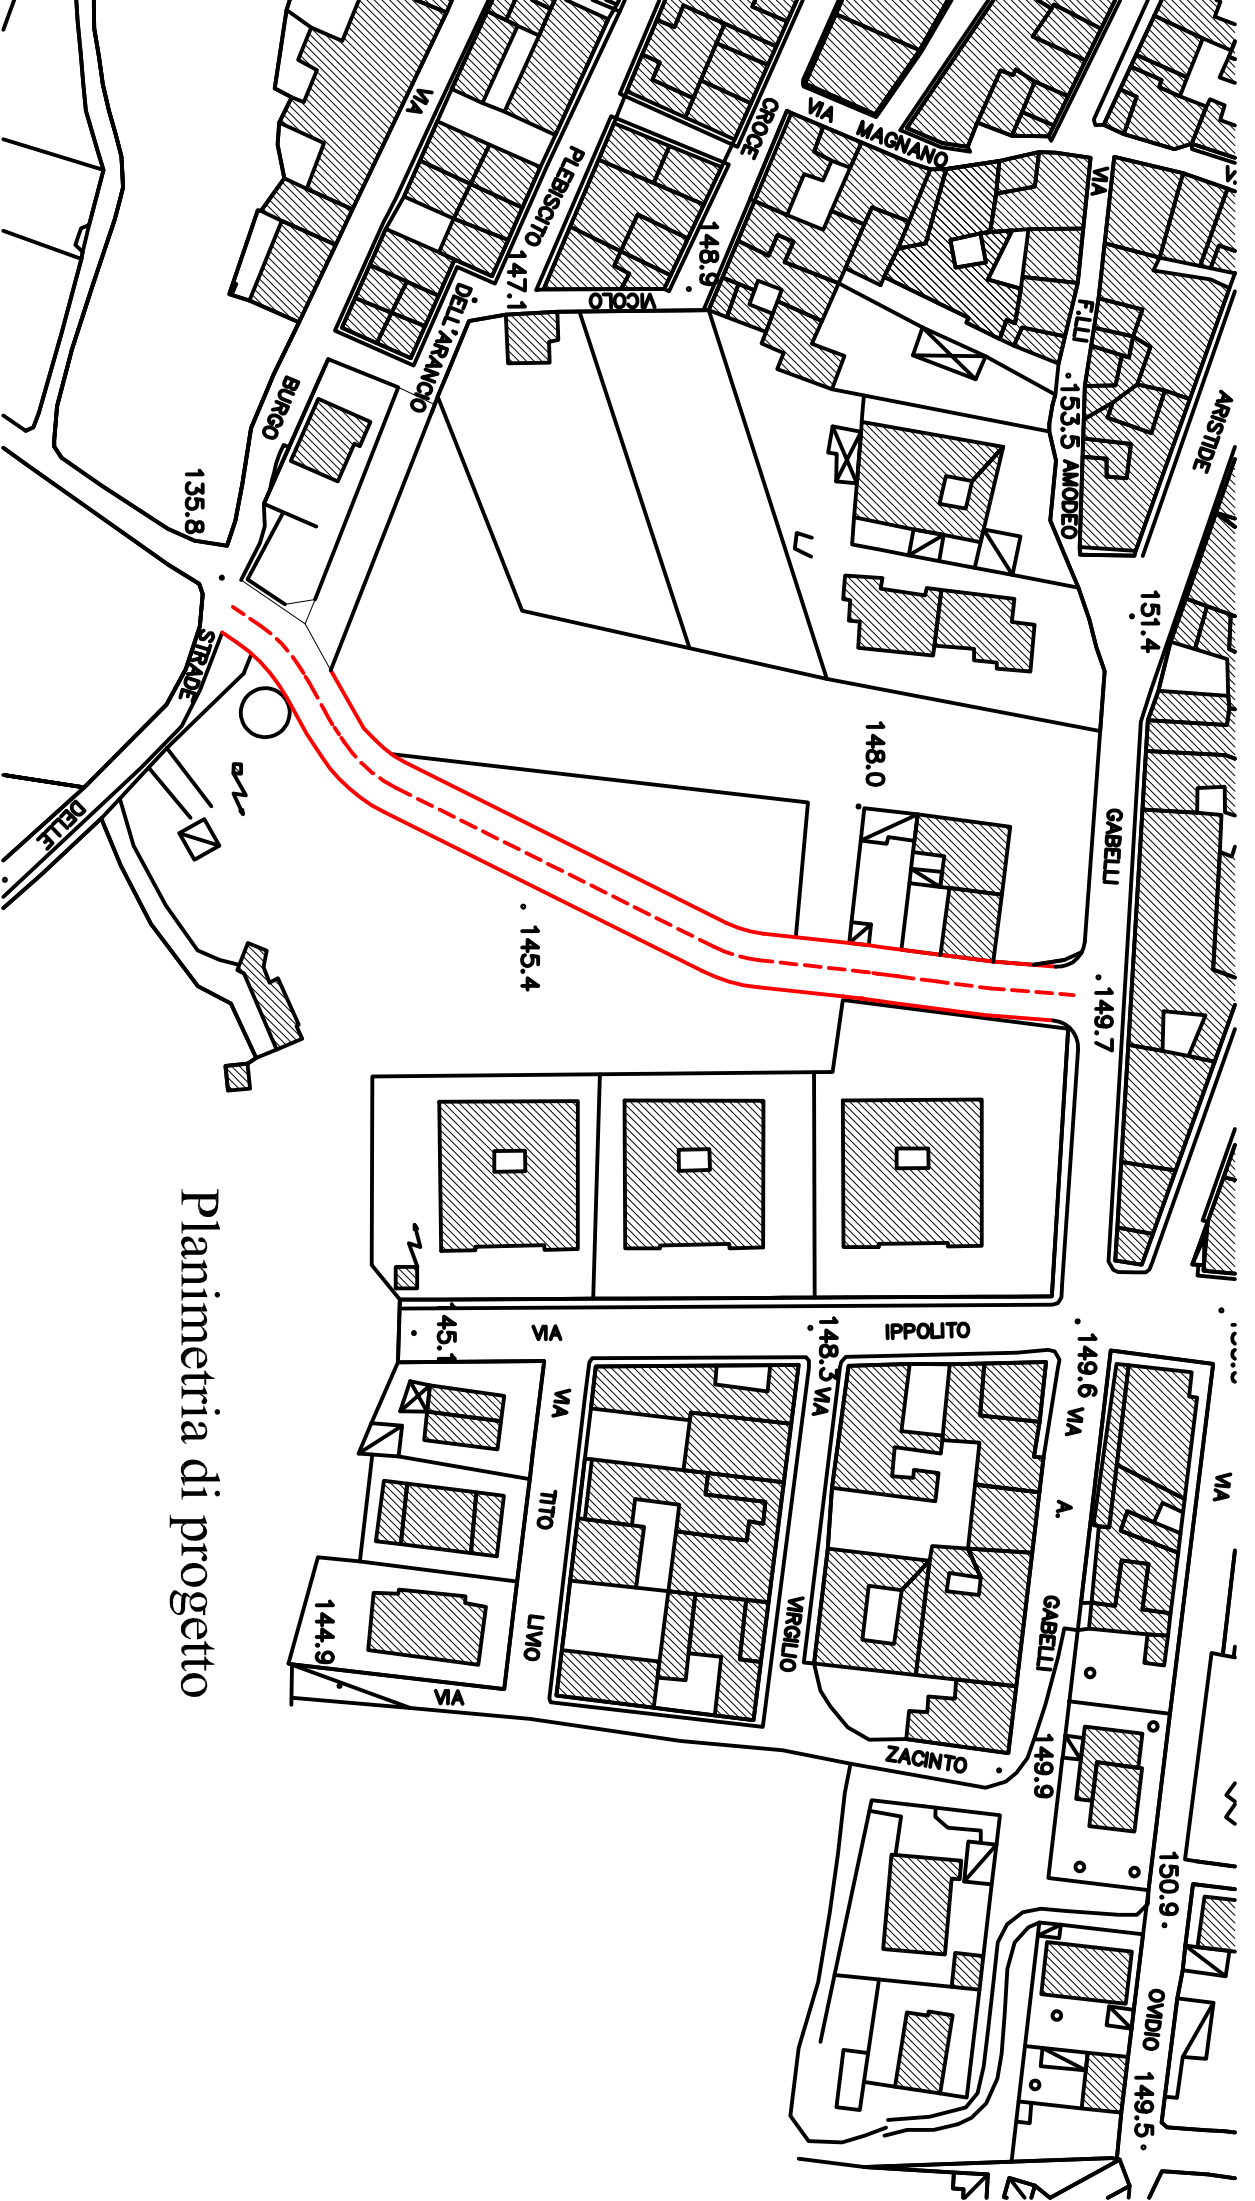 VIA
BURGO
PLEBISCITO
CROCE
VIA MAGNANO
VIA
F.LLI
AMODEO
ARISTIDE
GABELLI
148.9
147.1
VICOLO
DELL'ARANCIO
153.5
151.4
135.8
STRADE
DELLE
148.0
145.4
149.7
VIA
IPPOLITO
145.1
148.3
149.6
VIA
A.
GABELLI
VIA
VIRGILIO
VIA
TITO
LIVIO
144.9
VIA
ZACINTO
149.9
VIA
OVIDIO
150.9
149.5
Planimetria di progetto